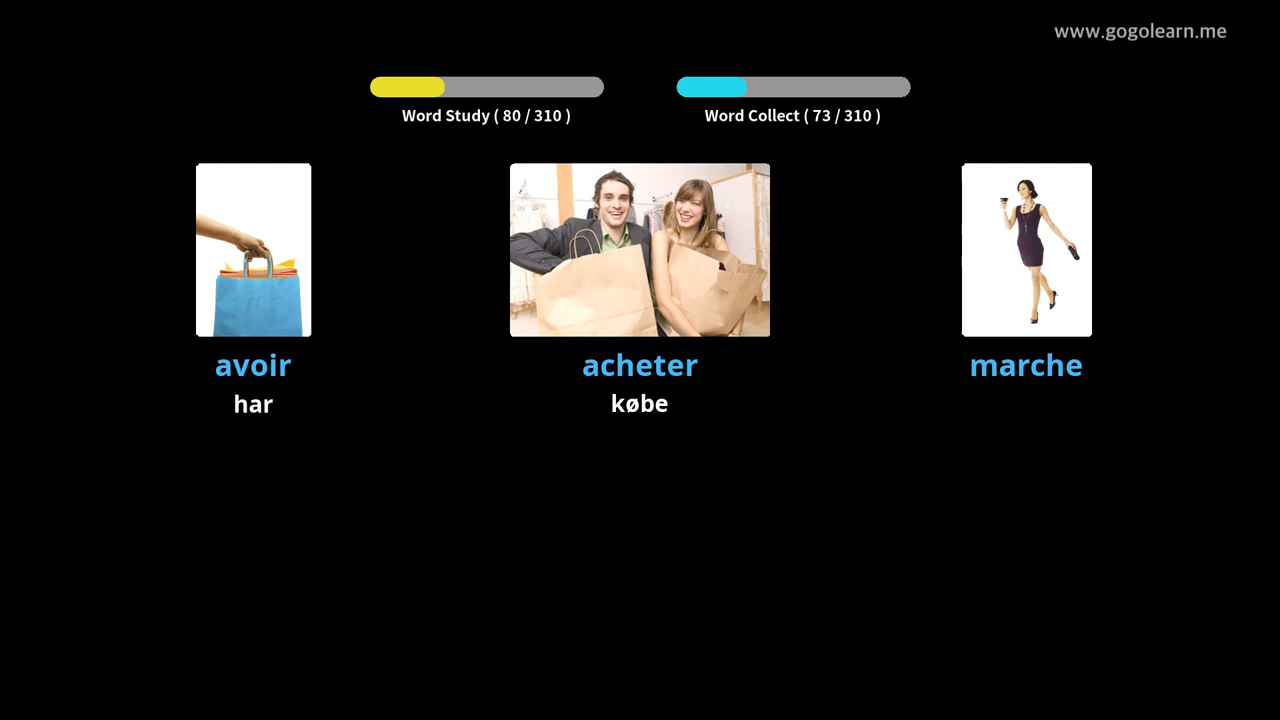 www.gogolearn.me
Word Study ( 80 / 310 )
Word Collect ( 73 / 310 )
avoir
har
acheter
købe
marche